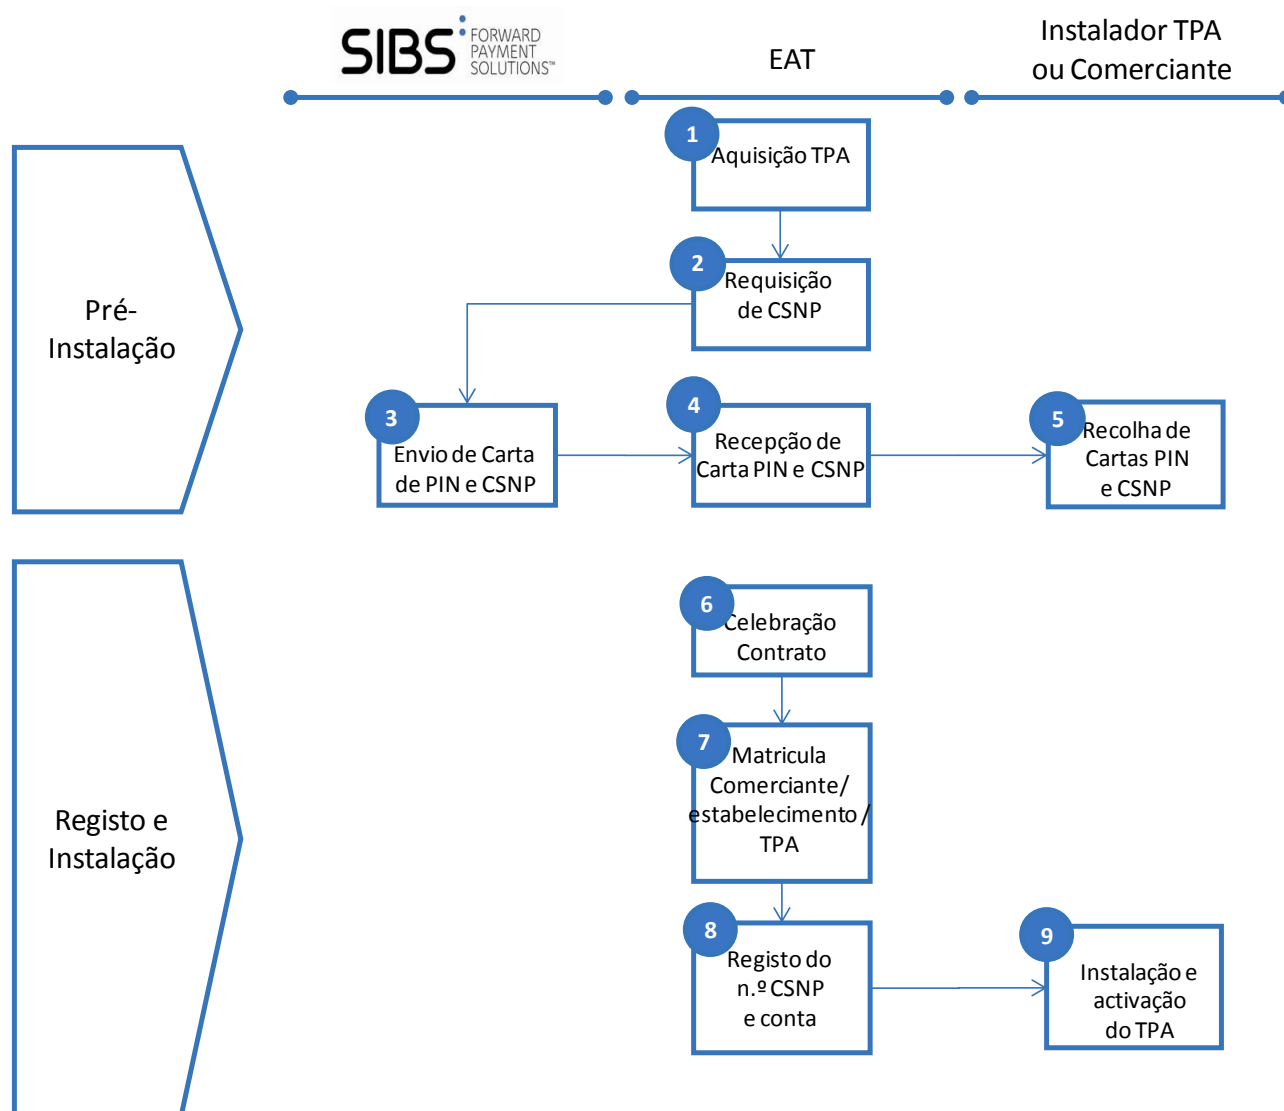 SIBS FORWARD
PAYMENT
SOLUTIONS™
EAT
Instalador TPA
ou Comerciante
Pré-
Instalação
1
Aquisição TPA
2
Requisição
de CSNP
3
Envio de Carta
de PIN e CSNP
4
Recepção de
Carta PIN e CSNP
5
Recolha de
Cartas PIN
e CSNP
Registo e
Instalação
6
Celebração
Contrato
7
Matricula
Comerciante/
estabelecimento/
TPA
8
Registo do
n.º CSNP
e conta
9
Instalação e
activação
do TPA